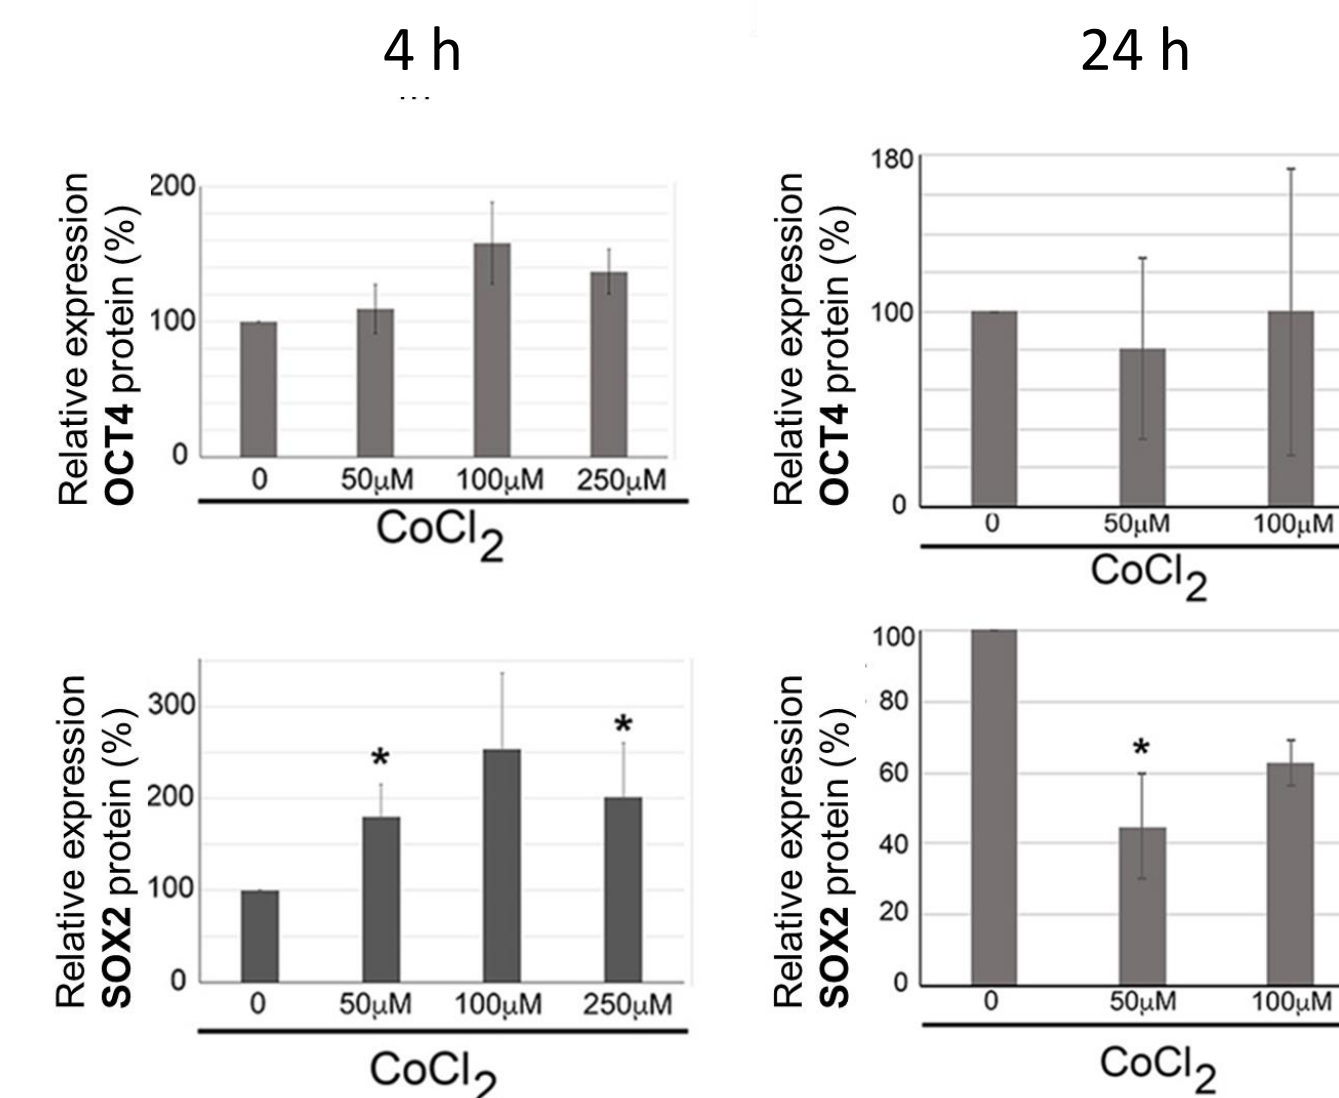 4 h
24 h
...
Relative expression
OCT4 protein (%)
200
100
0
0 50µM 100µM 250µM
CoCl2
Relative expression
OCT4 protein (%)
180
100
0
0 50µM 100µM
CoCl2
Relative expression
SOX2 protein (%)
300
200
100
0
* *
0 50µM 100µM 250µM
CoCl2
Relative expression
SOX2 protein (%)
100
80
60
40
20
0
*
0 50µM 100µM
CoCl2